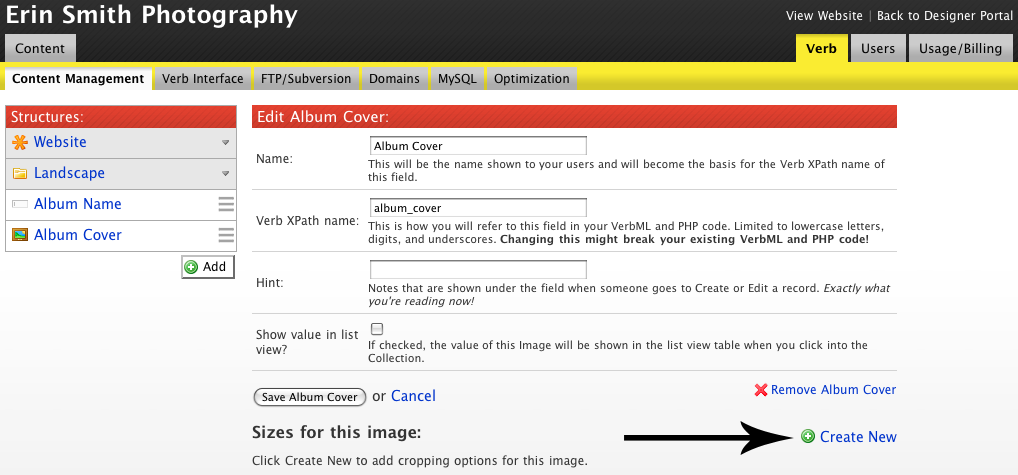 Erin Smith Photography
View Website | Back to Designer Portal
Content
Verb
Users
Usage/Billing
Content Management
Verb Interface
FTP/Subversion
Domains
MySQL
Optimization
Structures:
Website
Landscape
Album Name
Album Cover
Add
Edit Album Cover:
Name:
Album Cover
This will be the name shown to your users and will become the basis for the Verb XPath name of
this field.
Verb XPath name:
album_cover
This is how you will refer to this field in your VerbML and PHP code. Limited to lowercase letters,
digits, and underscores. Changing this might break your existing VerbML and PHP code!
Hint:
Notes that are shown under the field when someone goes to Create or Edit a record. Exactly what
you're reading now!
Show value in list
view?
If checked, the value of this Image will be shown in the list view table when you click into the
Collection.
Save Album Cover or Cancel
Remove Album Cover
Sizes for this image:
Create New
Click Create New to add cropping options for this image.